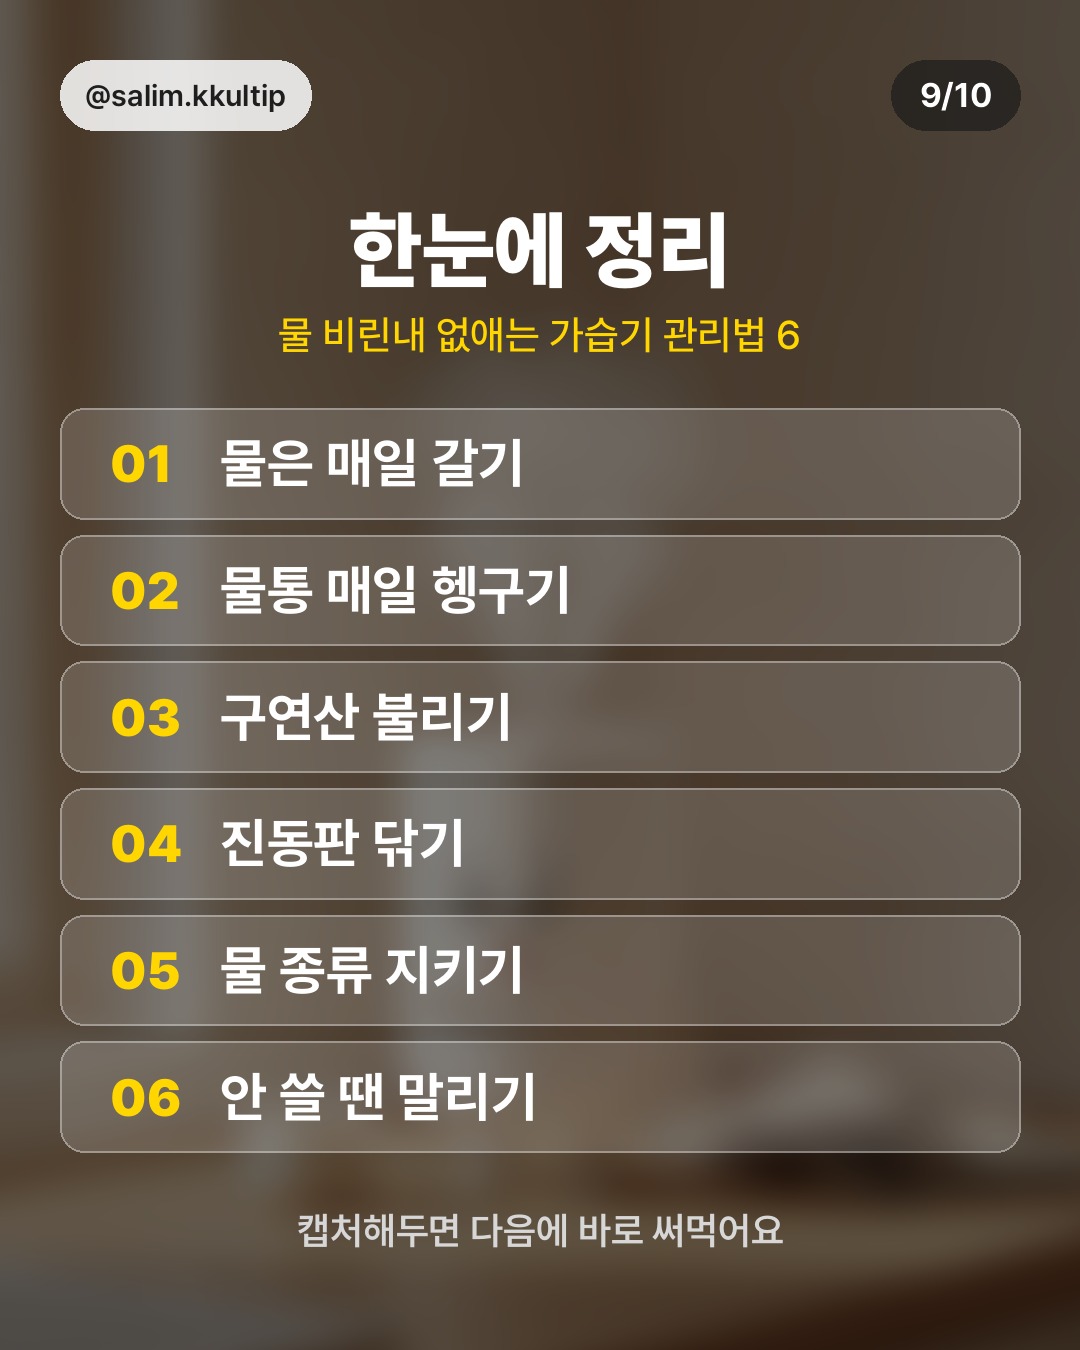 @salim.kkultip
9/10
한눈에 정리
물 비린내 없애는 가습기 관리법 6
01 물은 매일 갈기
02 물통 매일 헹구기
03 구연산 불리기
04 진동판 닦기
05 물 종류 지키기
06 안 쓸 땐 말리기
캡처해두면 다음에 바로 써먹어요